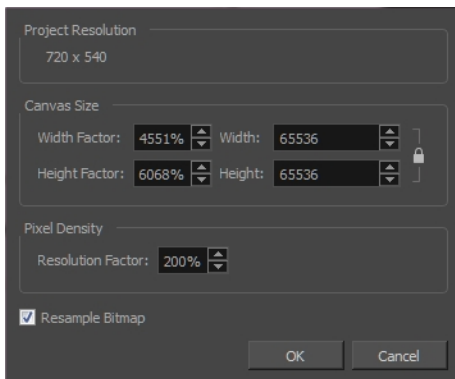 Project Resolution
720 x 540
Canvas Size
Width Factor: 4551% Width: 65536
Height Factor: 6068% Height: 65536
Pixel Density
Resolution Factor: 200%
Resample Bitmap
OK Cancel